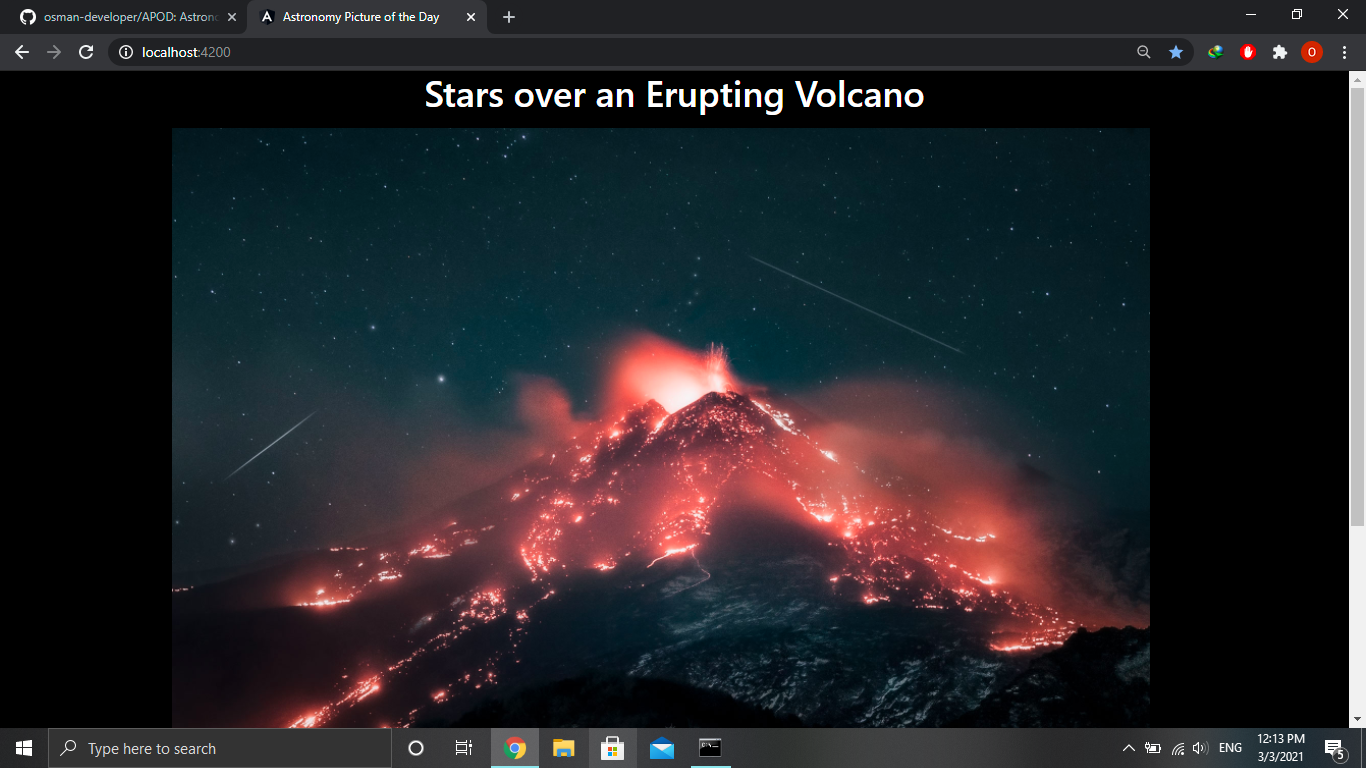 osman-developer/APOD: Astrono
Astronomy Picture of the Day
localhost:4200
O
Stars over an Erupting Volcano
Type here to search
ENG
12:13 PM
3/3/2021
5